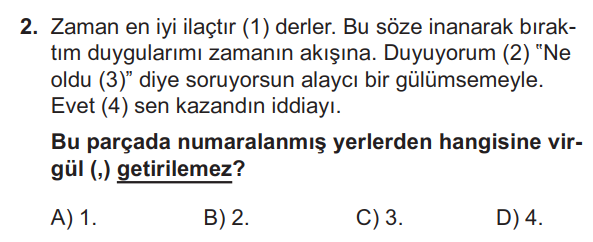 2. Zaman en iyi ilaçtır (1) derler. Bu söze inanarak bırak-
tım duygularımı zamanın akışına. Duyuyorum (2) "Ne
oldu (3)” diye soruyorsun alaycı bir gülümsemeyle.
Evet (4) sen kazandın iddiayı.
Bu parçada numaralanmış yerlerden hangisine vir-
gül (,) getirilemez?
A) 1. B) 2. C) 3. D) 4.